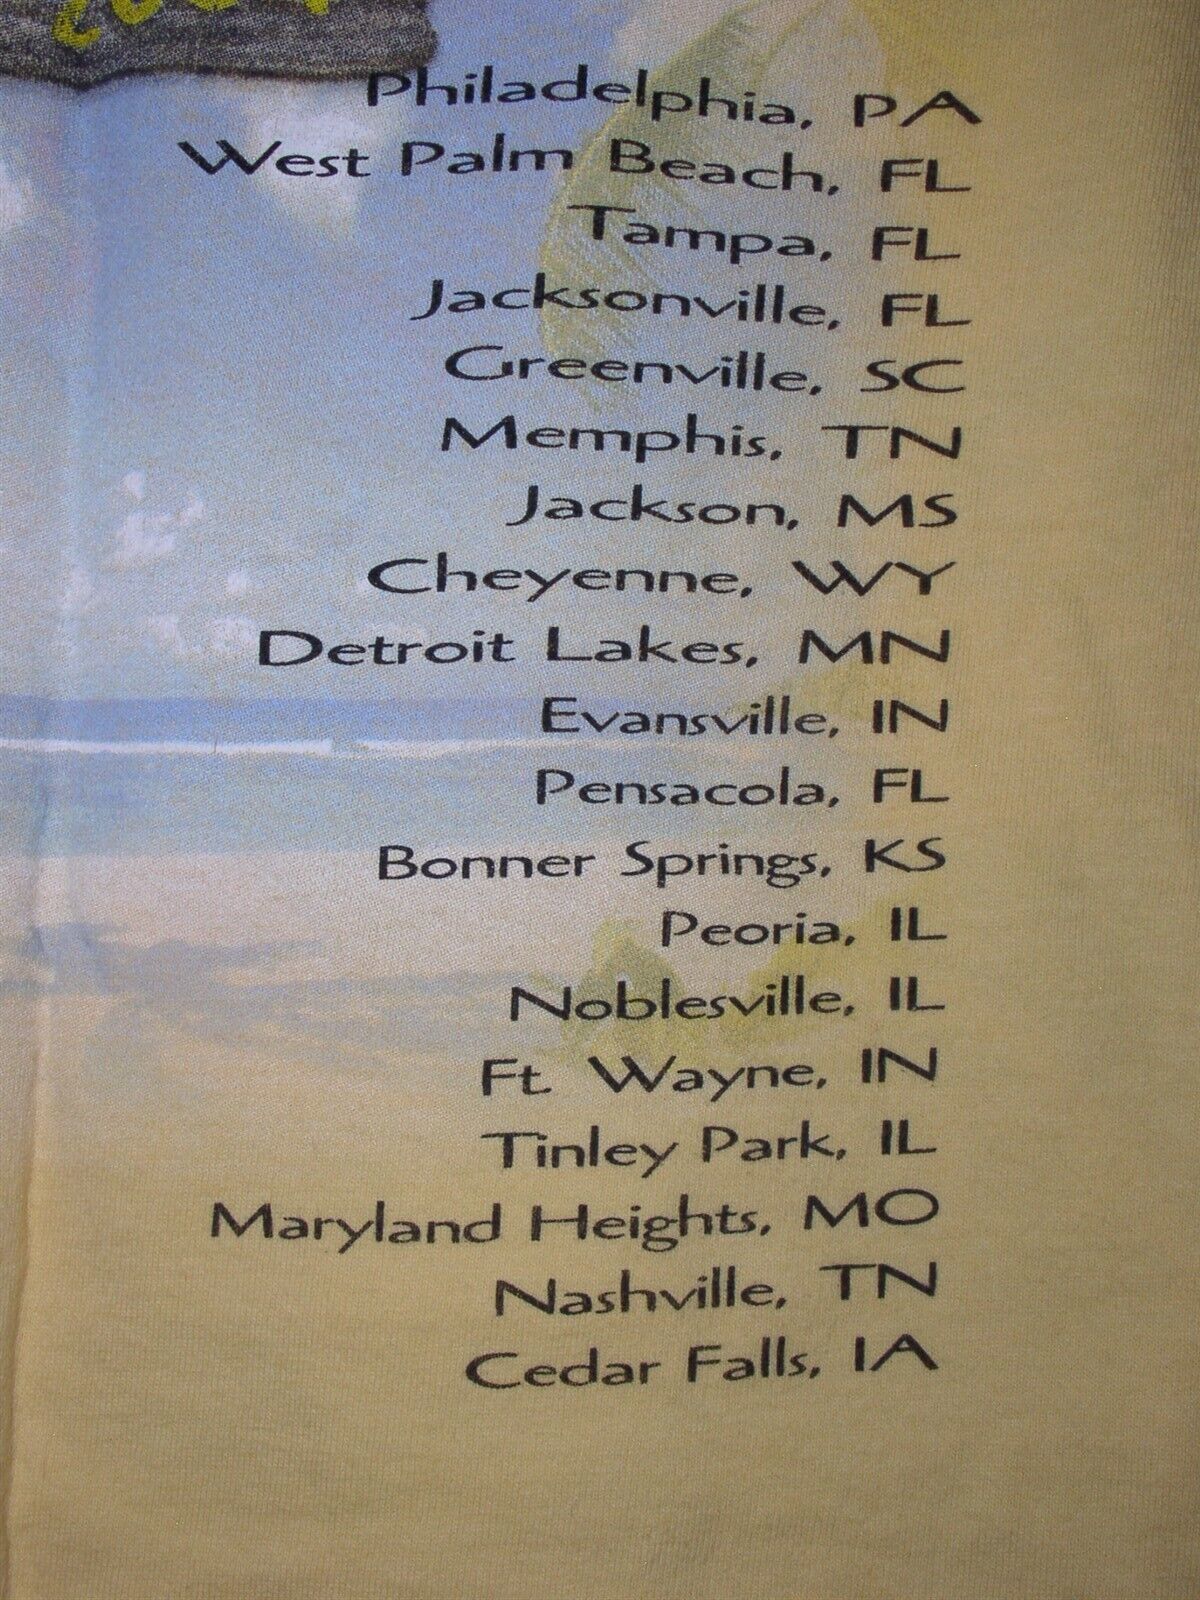 Philadelphia, PA
West Palm Beach, FL
Tampa, FL
Jacksonville, FL
Greenville, SC
Memphis, TN
Jackson, MS
Cheyenne, WY
Detroit Lakes, MN
Evansville, IN
Pensacola, FL
Bonner Springs, KS
Peoria, IL
Noblesville, IL
Ft. Wayne, IN
Tinley Park, IL
Maryland Heights, MO
Nashville, TN
Cedar Falls, IA